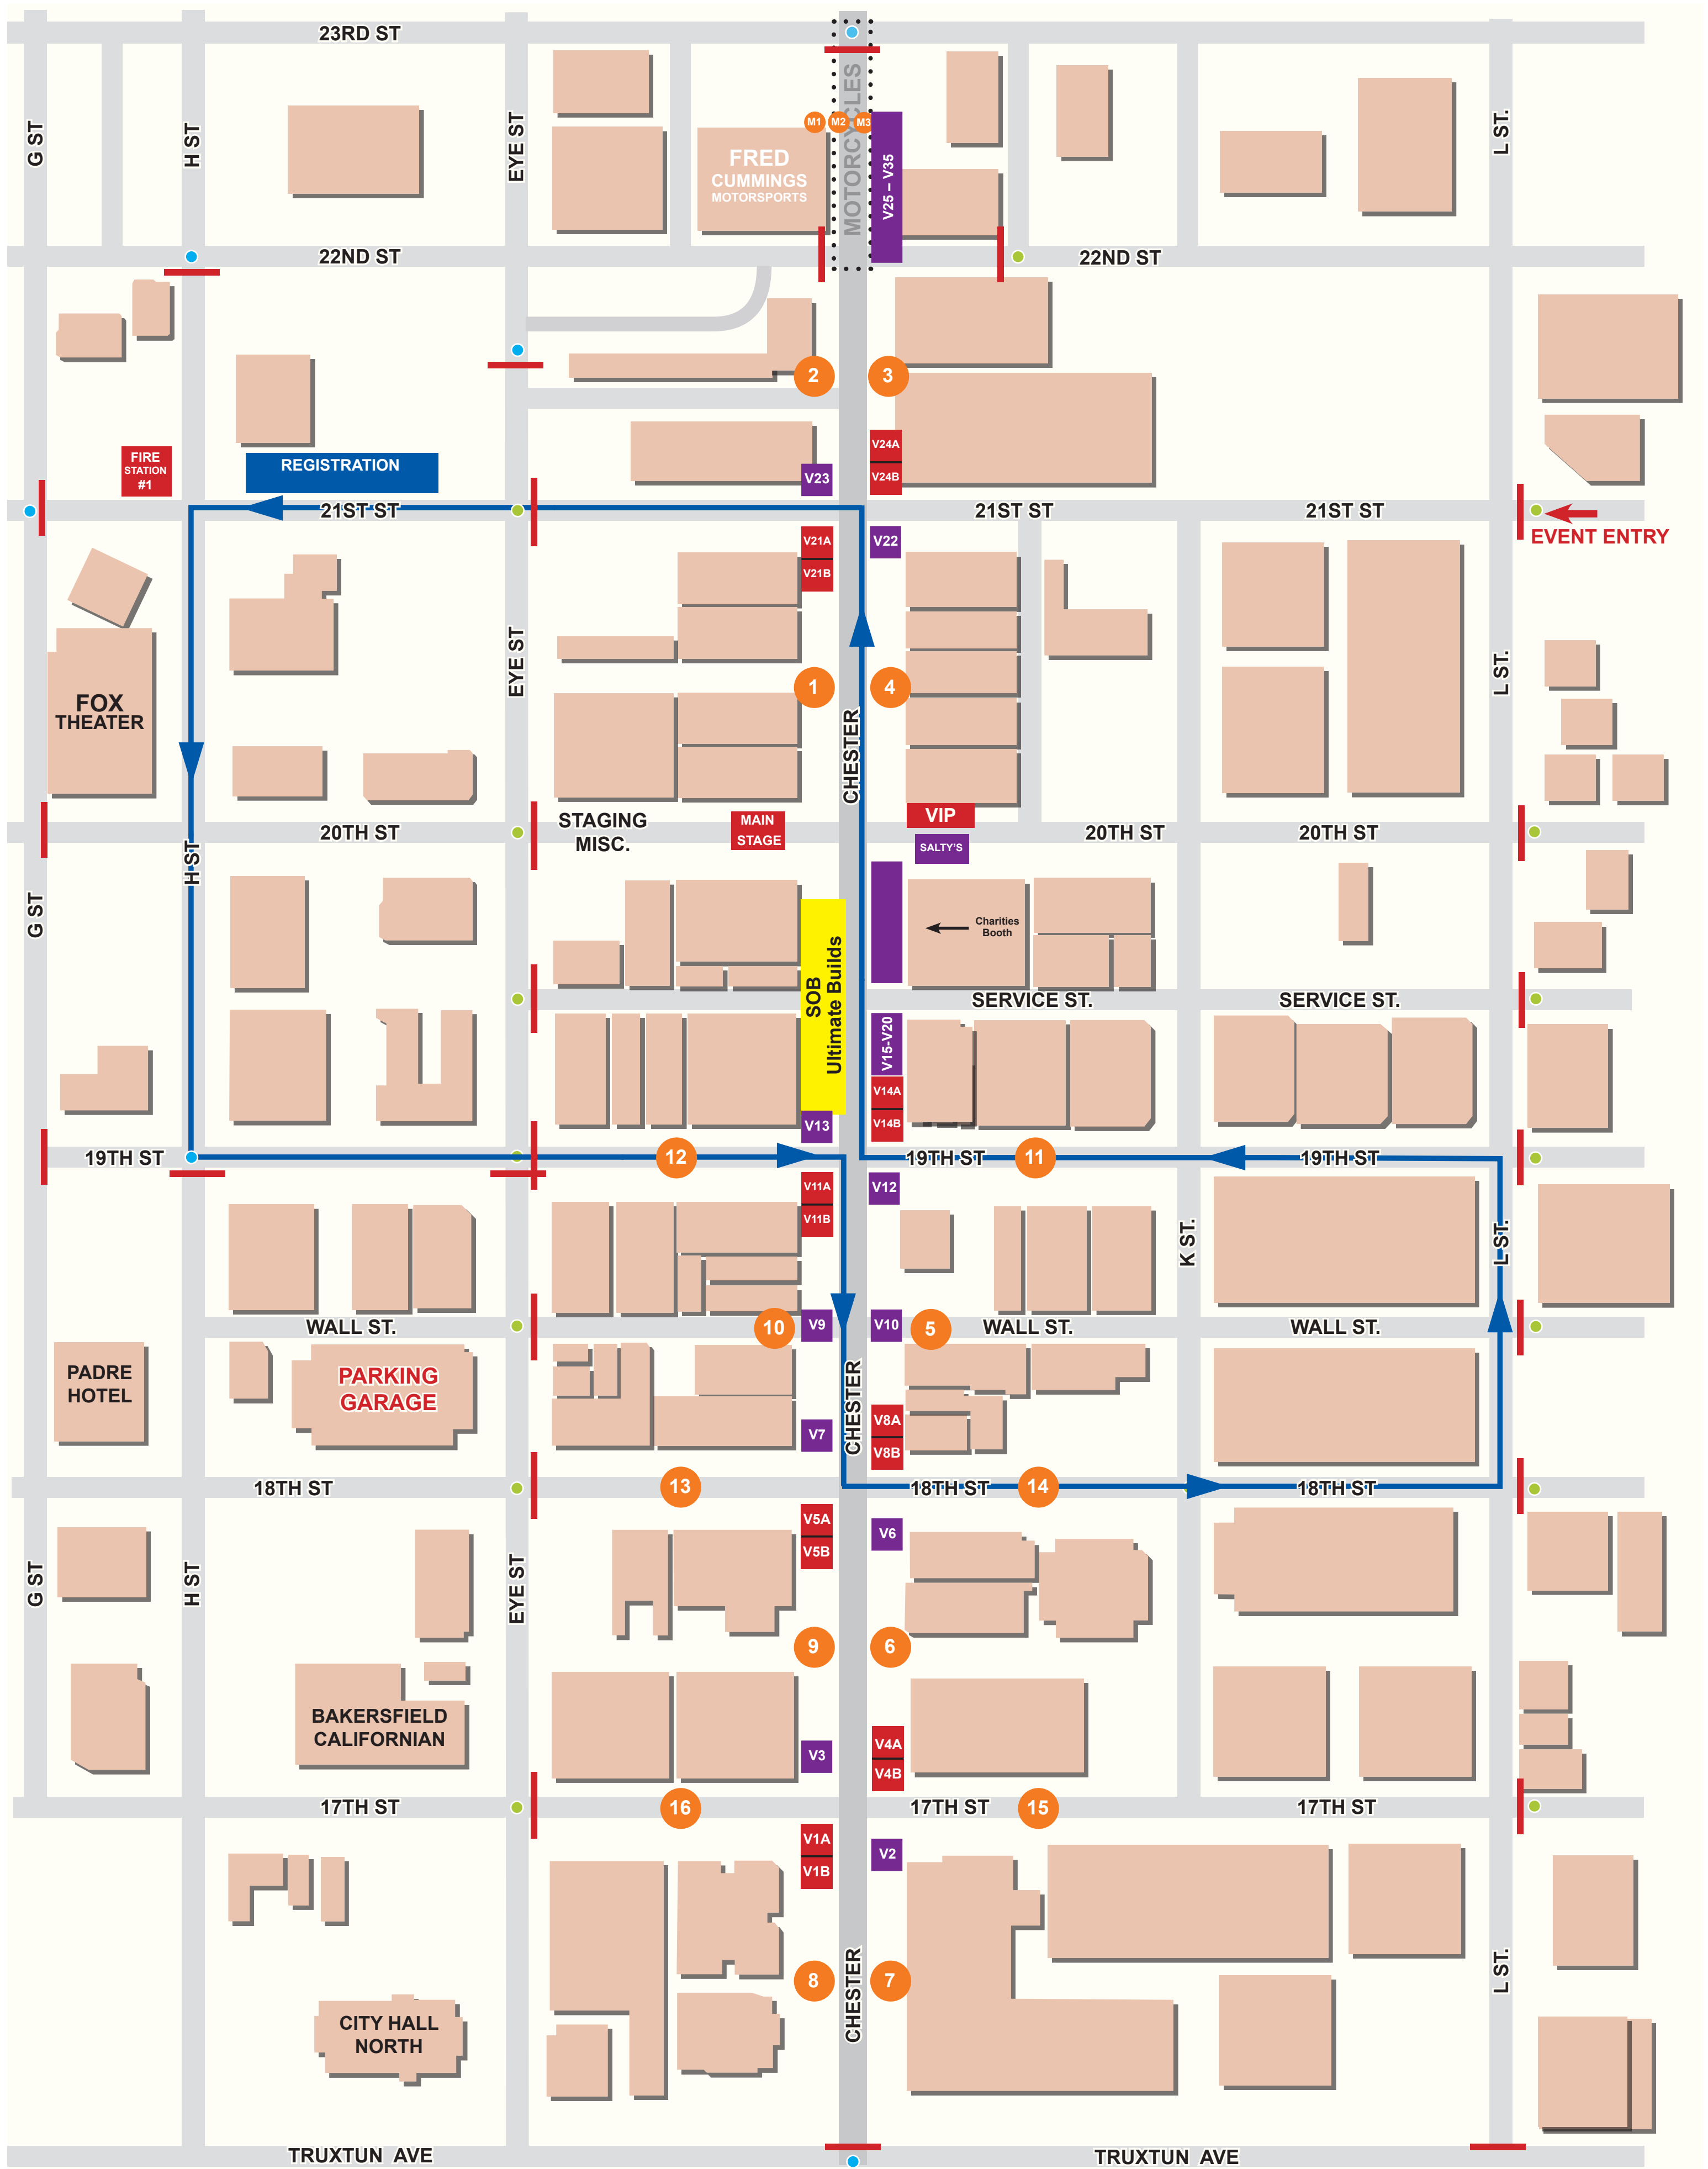 23RD ST
G ST
H ST
EYE ST
MOTORCYCLES
L ST.
M1
M2
M3
FRED
CUMMINGS
MOTORSPORTS
V25 – V35
22ND ST
22ND ST
2
3
FIRE
STATION
#1
REGISTRATION
V23
V24A
V24B
21ST ST
21ST ST
21ST ST
EVENT ENTRY
V21A
V21B
V22
EYE ST
L ST.
1
4
FOX
THEATER
CHESTER
20TH ST
STAGING
MISC.
MAIN
STAGE
VIP
SALTY'S
20TH ST
20TH ST
H ST
G ST
Charities
Booth
SOB
Ultimate Builds
SERVICE ST.
SERVICE ST.
V15-V20
V14A
V14B
V13
19TH ST
12
19TH ST
11
19TH ST
V11A
V11B
V12
K ST.
L ST.
WALL ST.
10
V9
V10
5
WALL ST.
WALL ST.
PADRE
HOTEL
PARKING
GARAGE
CHESTER
V7
V8A
V8B
18TH ST
13
18TH ST
14
18TH ST
V5A
V5B
V6
G ST
H ST
EYE ST
9
6
BAKERSFIELD
CALIFORNIAN
V3
V4A
V4B
17TH ST
16
17TH ST
15
17TH ST
V1A
V1B
V2
8
7
CHESTER
L ST.
CITY HALL
NORTH
TRUXTUN AVE
TRUXTUN AVE